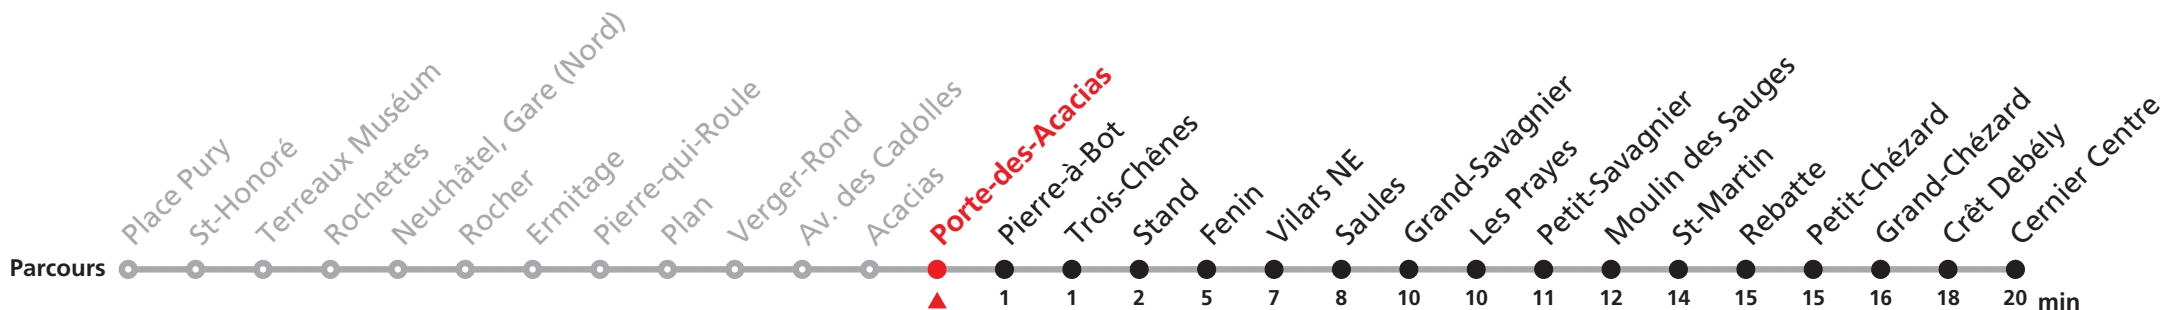 Parcours
Place Pury
St-Honoré
Terreaux Muséum
Rochettes
Neuchâtel, Gare (Nord)
Rocher
Ermitage
Pierre-qui-Roule
Plan
Verger-Rond
Av. des Cadolles
Acacias
Porte-des-Acacias
Pierre-à-Bot
Trois-Chênes
Stand
Fenin
Vilars NE
Saules
Grand-Savagnier
Les Prayes
Petit-Savagnier
Moulin des Sauges
St-Martin
Rebatte
Petit-Chézard
Grand-Chézard
Crêt Debély
Cernier Centre
1 1 2 5 7 8 10 10 11 12 14 15 15 16 18 20 min